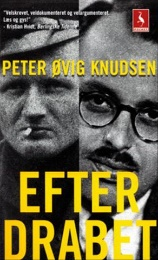 "Velskrevet, veldokumenteret og velargumenteret.
Læs og gys!"
- Kristian Hvidt, Berlingske Tidende
PETER ØVIG KNUDSEN
EFTER
DRABET